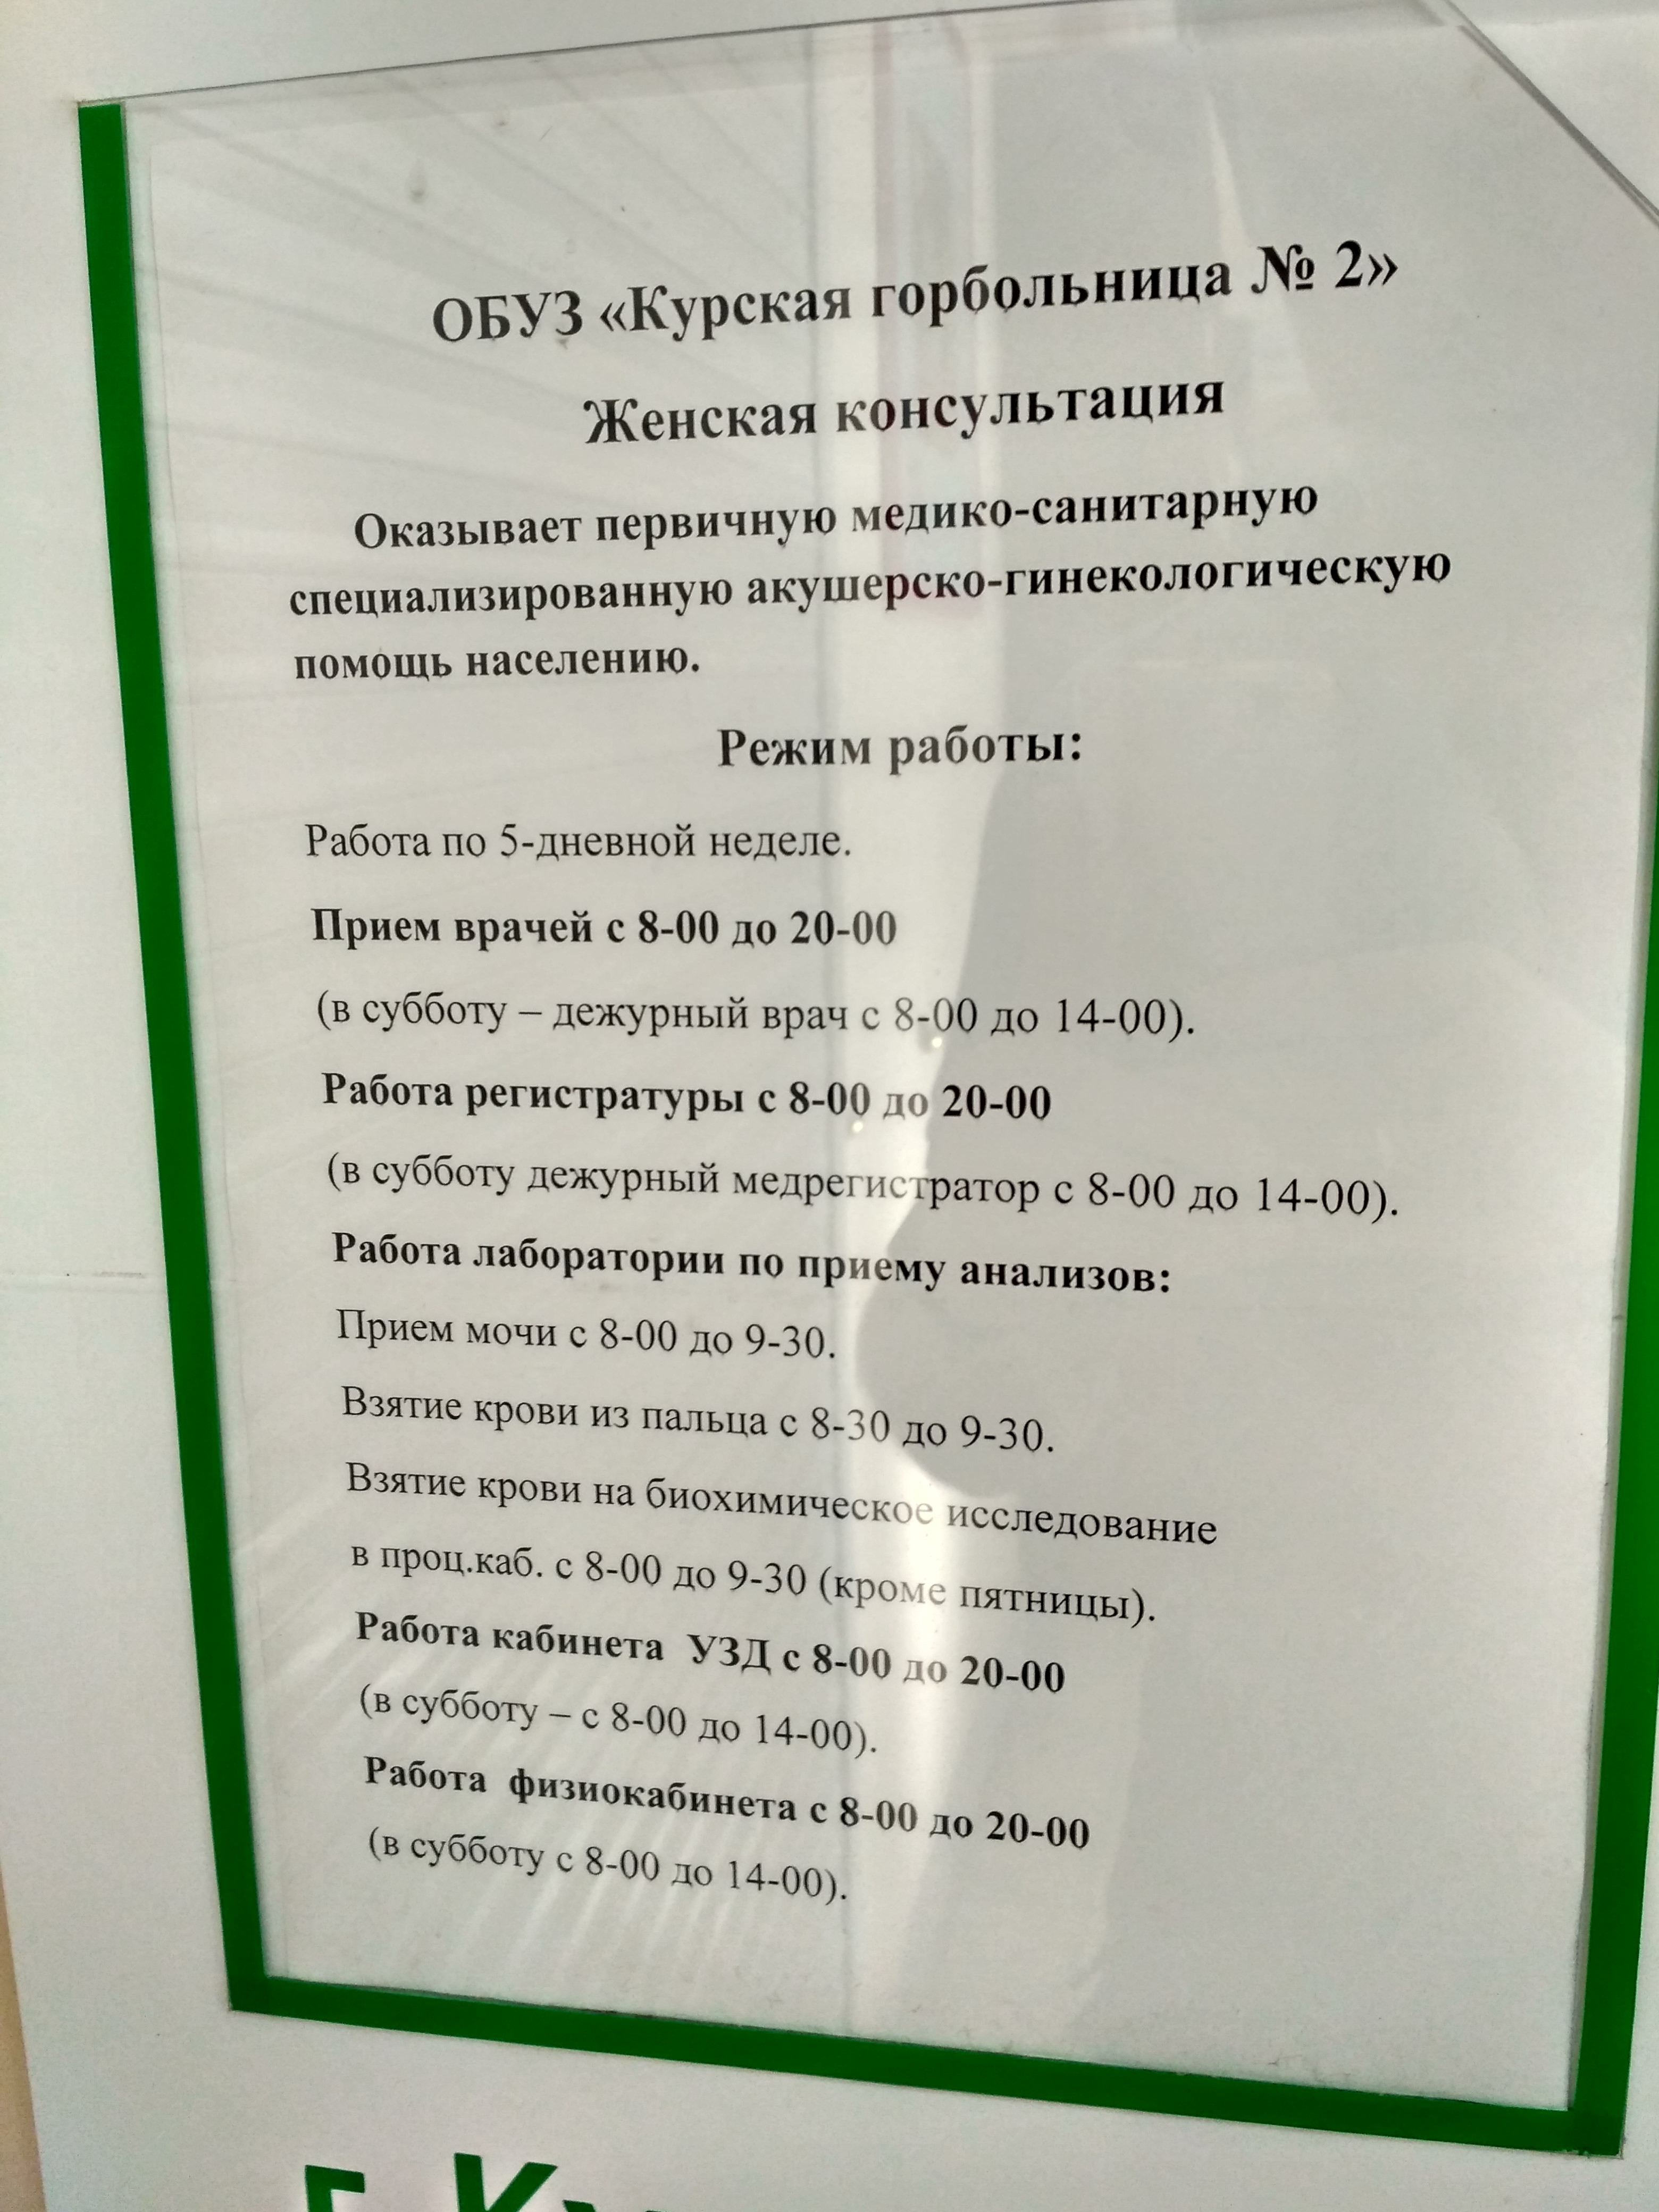 ОБУЗ «Курская горбольница № 2»
Женская консультация
Оказывает первичную медико-санитарную
специализированную акушерско-гинекологическую
помощь населению.
Режим работы:
Работа по 5-дневной неделе.
Прием врачей с 8-00 до 20-00
(в субботу – дежурный врач с 8-00 до 14-00).
Работа регистратуры с 8-00 до 20-00
(в субботу дежурный медрегистратор с 8-00 до 14-00).
Работа лаборатории по приему анализов:
Прием мочи с 8-00 до 9-30.
Взятие крови из пальца с 8-30 до 9-30.
Взятие крови на биохимическое исследование
в проц.каб. с 8-00 до 9-30 (кроме пятницы).
Работа кабинета УЗД с 8-00 до 20-00
(в субботу – с 8-00 до 14-00).
Работа физиокабинета с 8-00 до 20-00
(в субботу с 8-00 до 14-00).